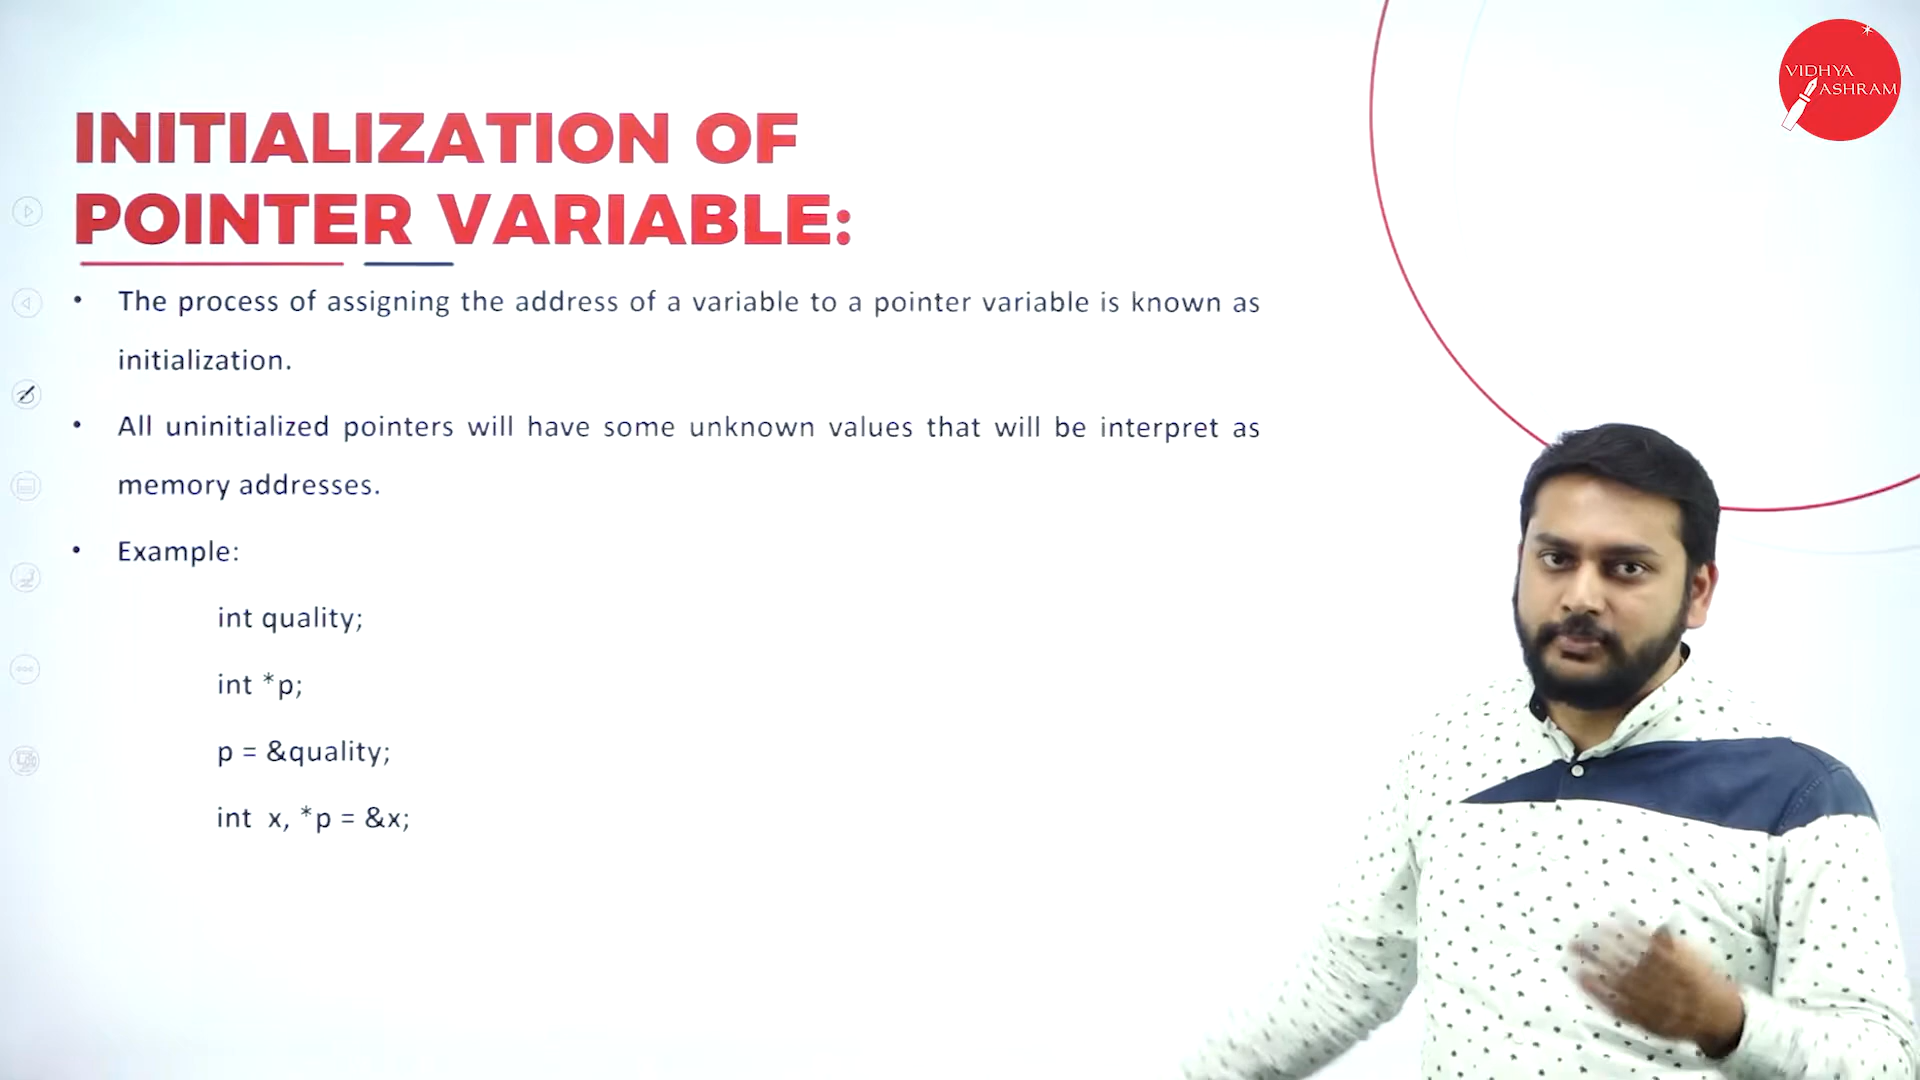 VIDHYA
ASHRAM
INITIALIZATION OF
POINTER VARIABLE:
• The process of assigning the address of a variable to a pointer variable is known as
initialization.
• All uninitialized pointers will have some unknown values that will be interpret as
memory addresses.
• Example:
int quality;
int *p;
p = &quality;
int x, *p = &x;